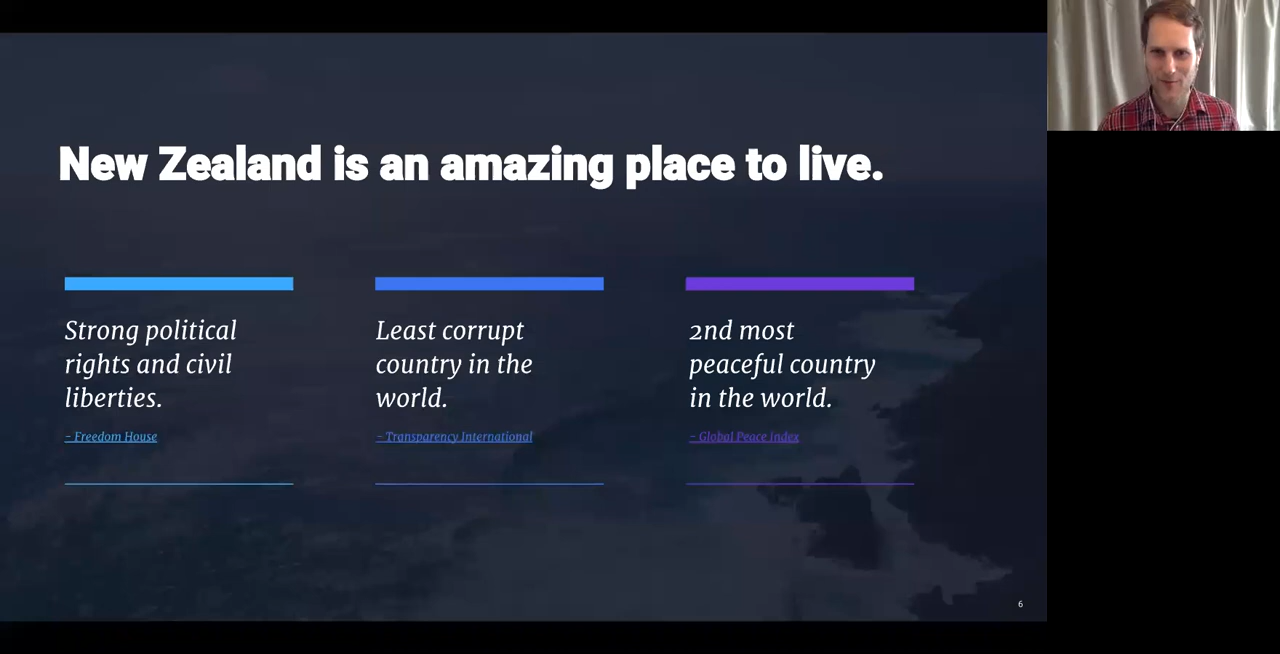 New Zealand is an amazing place to live.
Strong political
rights and civil
liberties.
- Freedom House
Least corrupt
country in the
world.
- Transparency International
2nd most
peaceful country
in the world.
- Global Peace Index
6